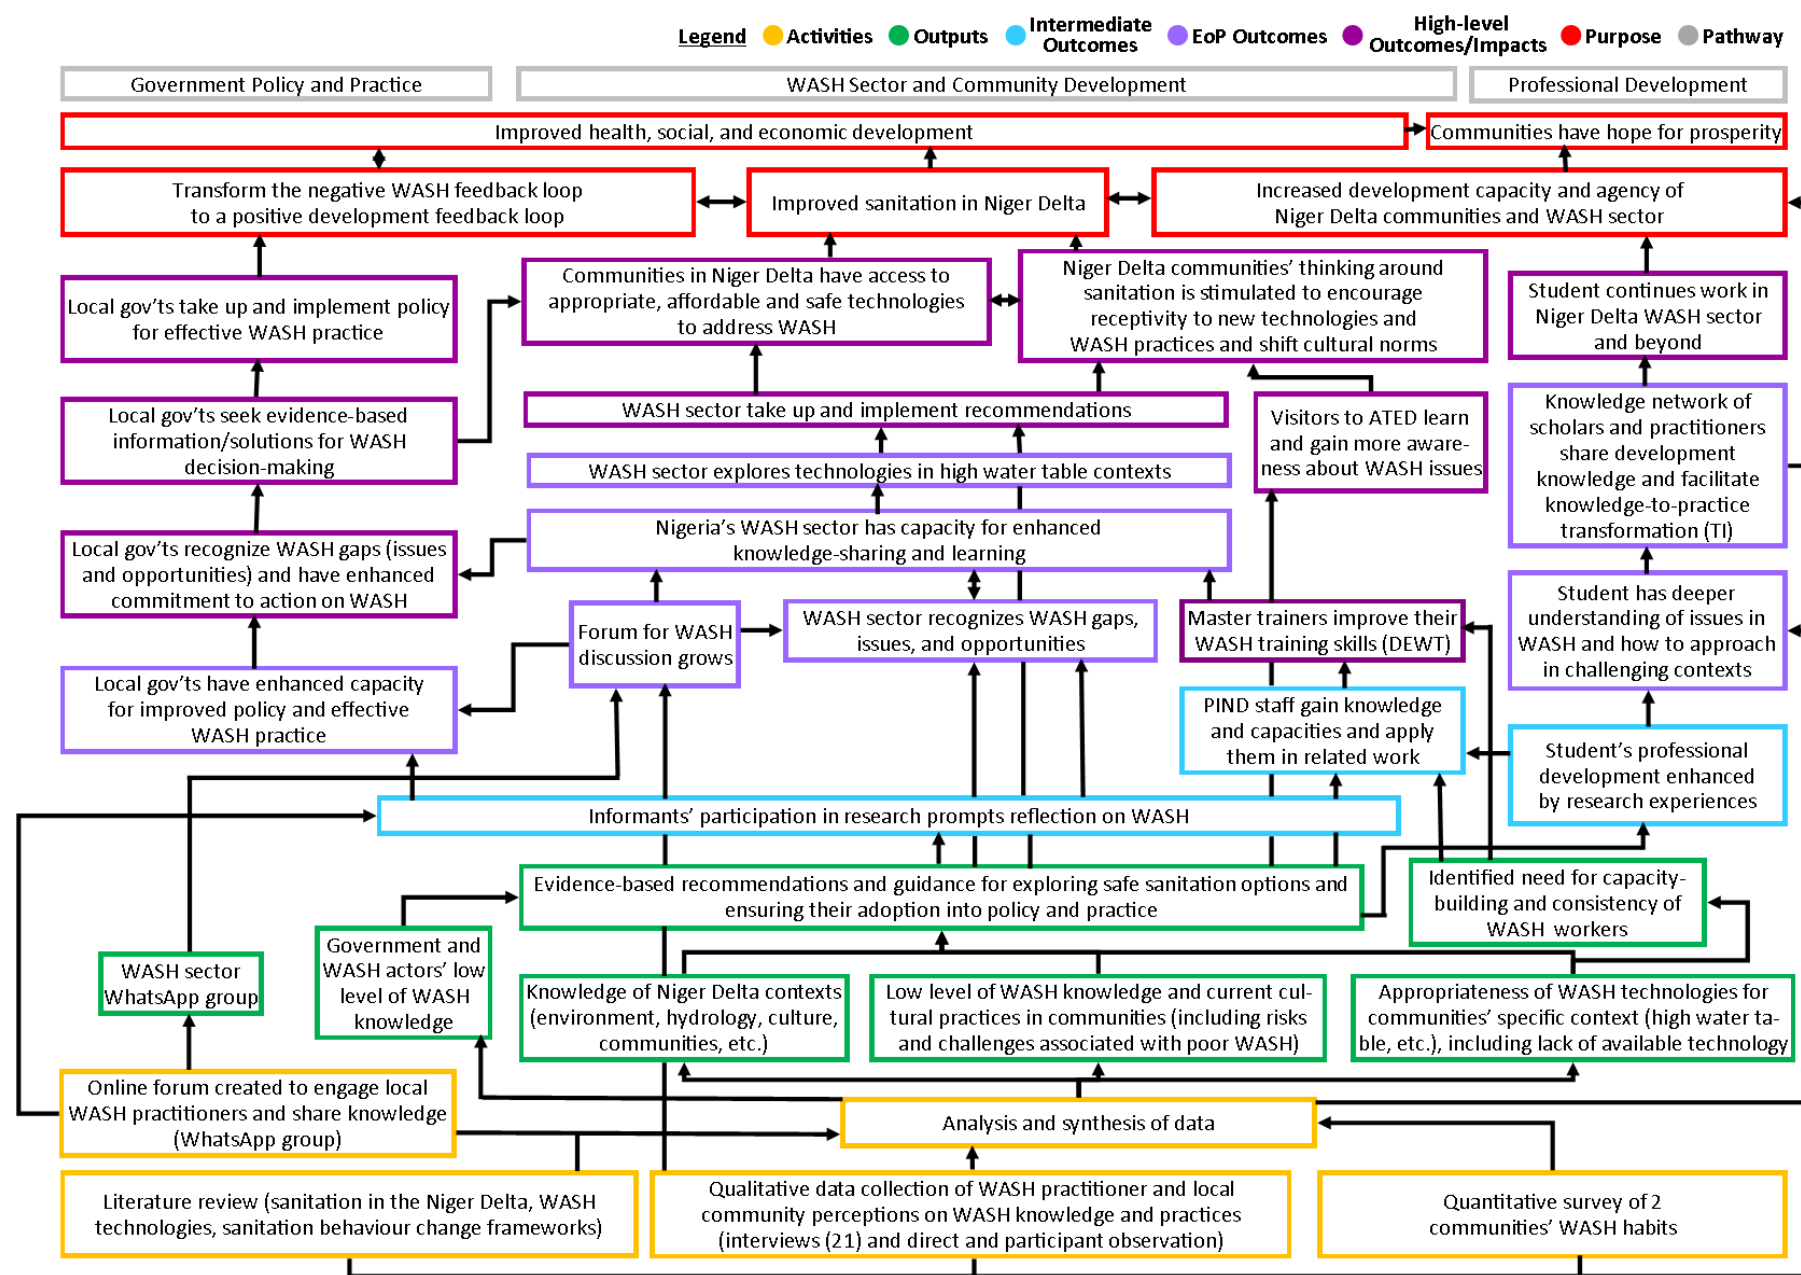 Legend
Activities
Outputs
Intermediate
Outcomes
EoP Outcomes
High-level
Outcomes/Impacts
Purpose
Pathway
Government Policy and Practice
WASH Sector and Community Development
Professional Development
Improved health, social, and economic development
Communities have hope for prosperity
Transform the negative WASH feedback loop
to a positive development feedback loop
Improved sanitation in Niger Delta
Increased development capacity and agency of
Niger Delta communities and WASH sector
Local gov'ts take up and implement policy
for effective WASH practice
Communities in Niger Delta have access to
appropriate, affordable and safe technologies
to address WASH
Niger Delta communities' thinking around
sanitation is stimulated to encourage
receptivity to new technologies and
WASH practices and shift cultural norms
Student continues work in
Niger Delta WASH sector
and beyond
Local gov'ts seek evidence-based
information/solutions for WASH
decision-making
WASH sector take up and implement recommendations
Visitors to ATED learn
and gain more aware-
ness about WASH issues
Knowledge network of
scholars and practitioners
share development
knowledge and facilitate
knowledge-to-practice
transformation (TI)
WASH sector explores technologies in high water table contexts
Local gov'ts recognize WASH gaps (issues
and opportunities) and have enhanced
commitment to action on WASH
Nigeria's WASH sector has capacity for enhanced
knowledge-sharing and learning
Forum for WASH
discussion grows
WASH sector recognizes WASH gaps,
issues, and opportunities
Master trainers improve their
WASH training skills (DEWT)
Student has deeper
understanding of issues in
WASH and how to approach
in challenging contexts
Local gov'ts have enhanced capacity
for improved policy and effective
WASH practice
PIND staff gain knowledge
and capacities and apply
them in related work
Student's professional
development enhanced
by research experiences
Informants' participation in research prompts reflection on WASH
Evidence-based recommendations and guidance for exploring safe sanitation options and
ensuring their adoption into policy and practice
Identified need for capacity-
building and consistency of
WASH workers
WASH sector
WhatsApp group
Government and
WASH actors' low
level of WASH
knowledge
Knowledge of Niger Delta contexts
(environment, hydrology, culture,
communities, etc.)
Low level of WASH knowledge and current cul-
tural practices in communities (including risks
and challenges associated with poor WASH)
Appropriateness of WASH technologies for
communities' specific context (high water ta-
ble, etc.), including lack of available technology
Online forum created to engage local
WASH practitioners and share knowledge
(WhatsApp group)
Analysis and synthesis of data
Literature review (sanitation in the Niger Delta, WASH
technologies, sanitation behaviour change frameworks)
Qualitative data collection of WASH practitioner and local
community perceptions on WASH knowledge and practices
(interviews (21) and direct and participant observation)
Quantitative survey of 2
communities' WASH habits